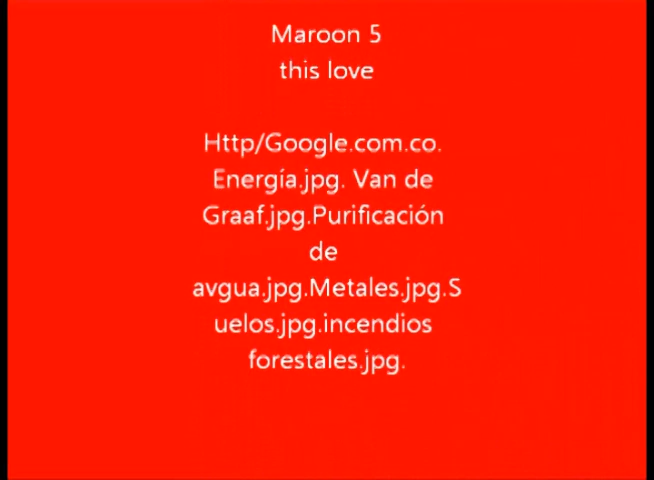 Maroon 5
this love
Http/Google.com.co.
Energía.jpg. Van de
Graaf.jpg.Purificación
de
avgua.jpg.Metales.jpg.S
uelos.jpg.incendios
forestales.jpg.